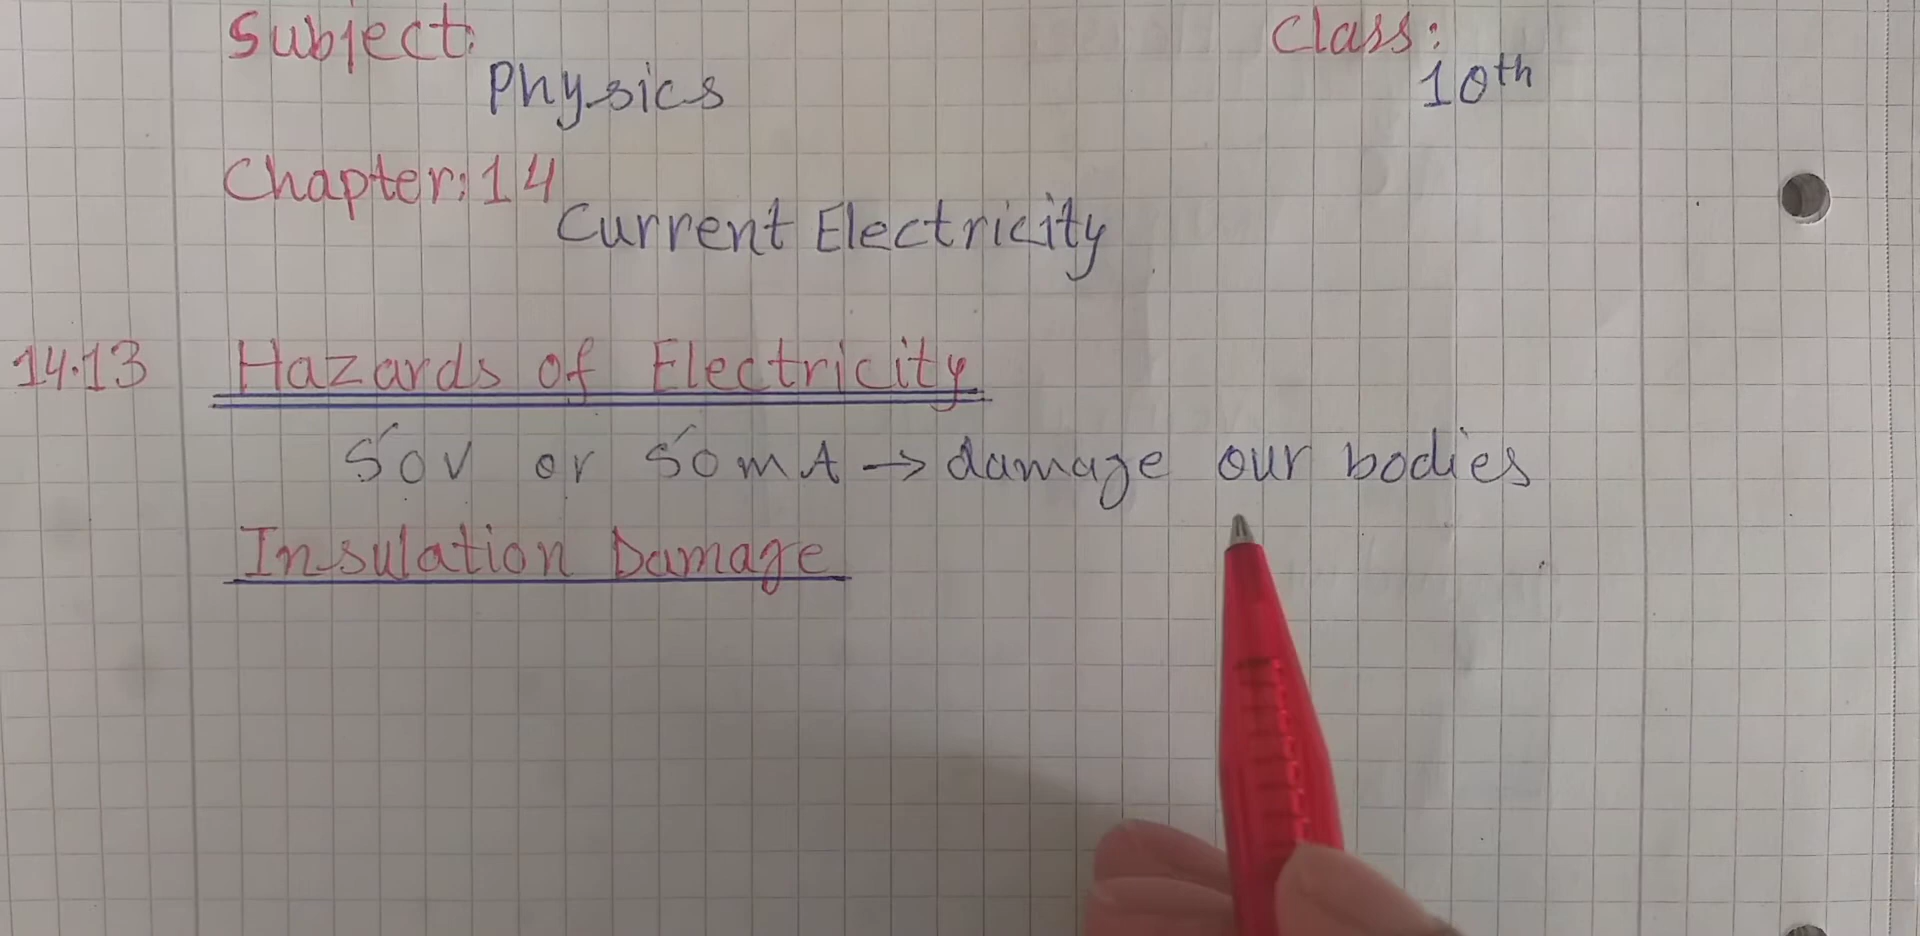 Subject: Class:
Physics 10th
Chapter: 14
Current Electricity
14.13 Hazards of Electricity
50V or 50mA → damage our bodies
Insulation Damage